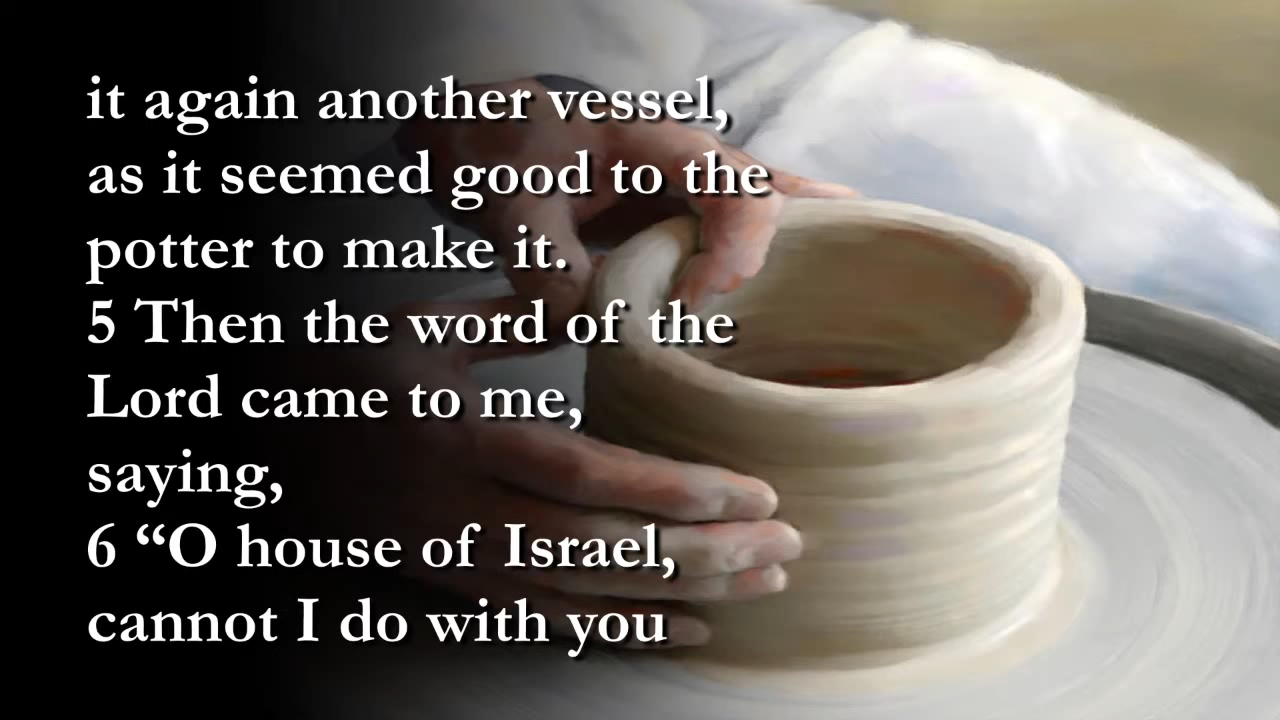 it again another vessel,
as it seemed good to the
potter to make it.
5 Then the word of the
Lord came to me,
saying,
6 “O house of Israel,
cannot I do with you